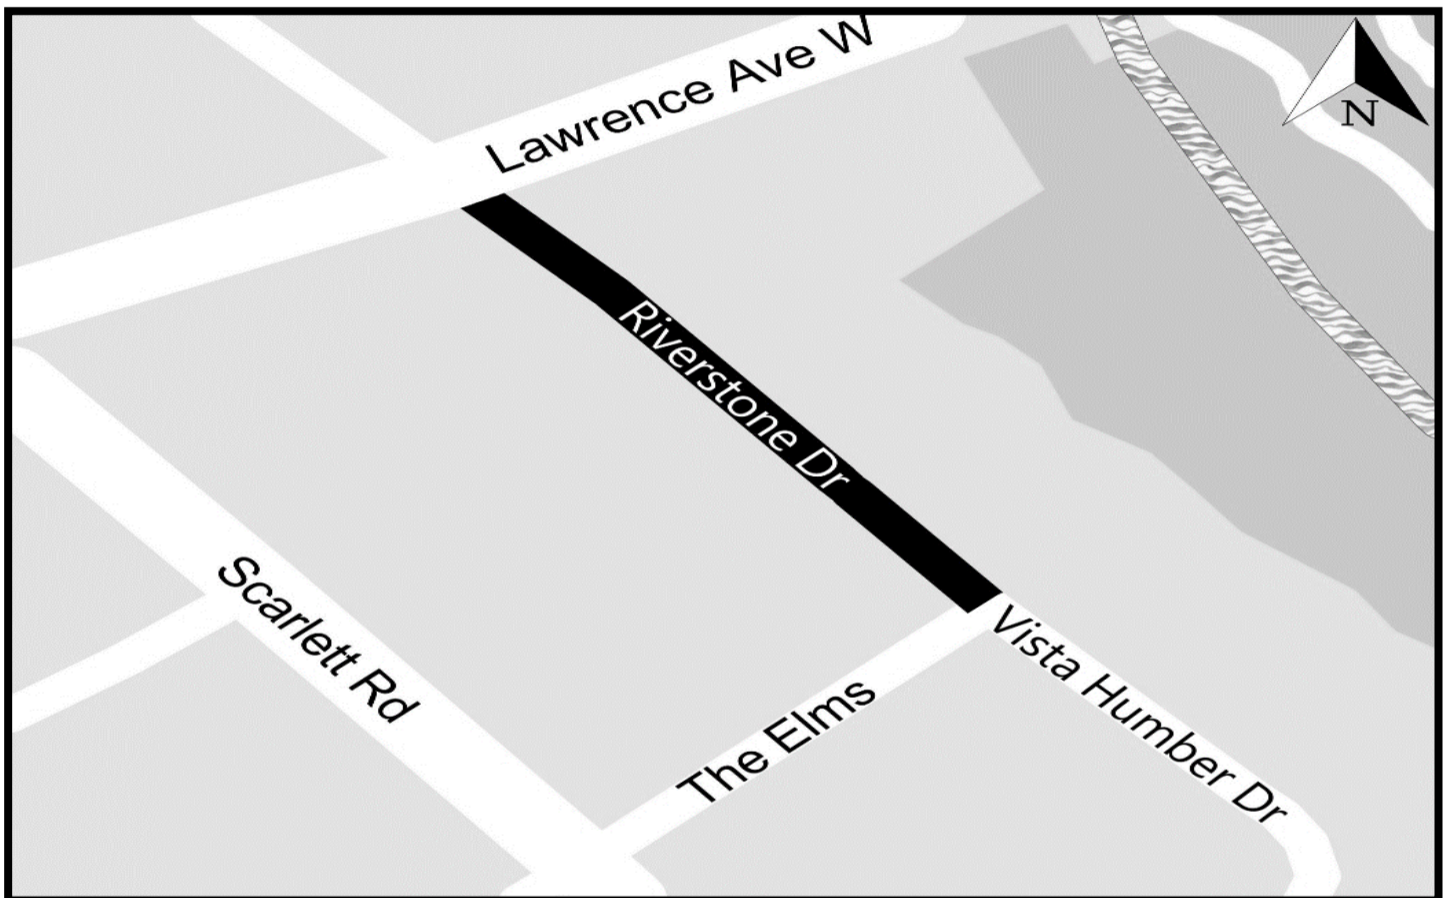 Lawrence Ave W
N
Riverstone Dr
Scarlett Rd
The Elms
Vista Humber Dr